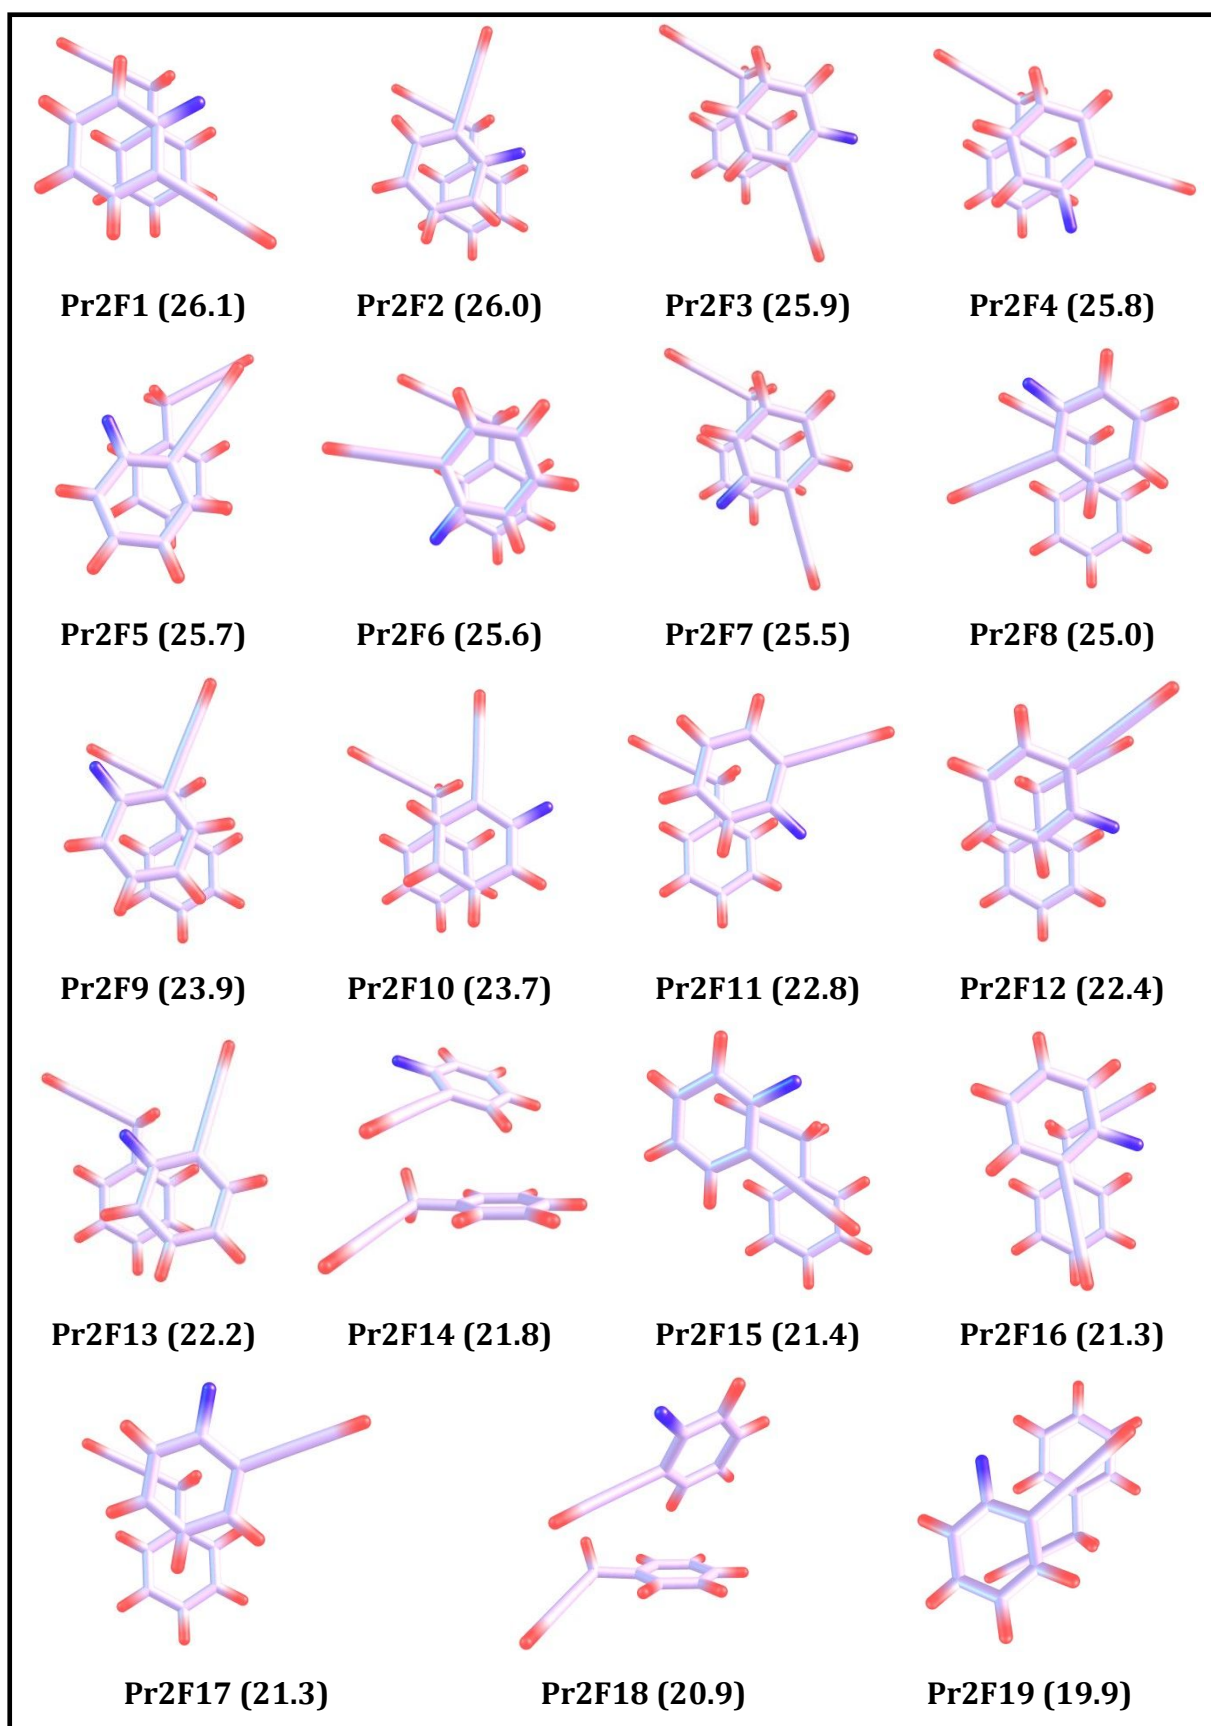 Pr2F1 (26.1) Pr2F2 (26.0) Pr2F3 (25.9) Pr2F4 (25.8)
Pr2F5 (25.7) Pr2F6 (25.6) Pr2F7 (25.5) Pr2F8 (25.0)
Pr2F9 (23.9) Pr2F10 (23.7) Pr2F11 (22.8) Pr2F12 (22.4)
Pr2F13 (22.2) Pr2F14 (21.8) Pr2F15 (21.4) Pr2F16 (21.3)
Pr2F17 (21.3) Pr2F18 (20.9) Pr2F19 (19.9)